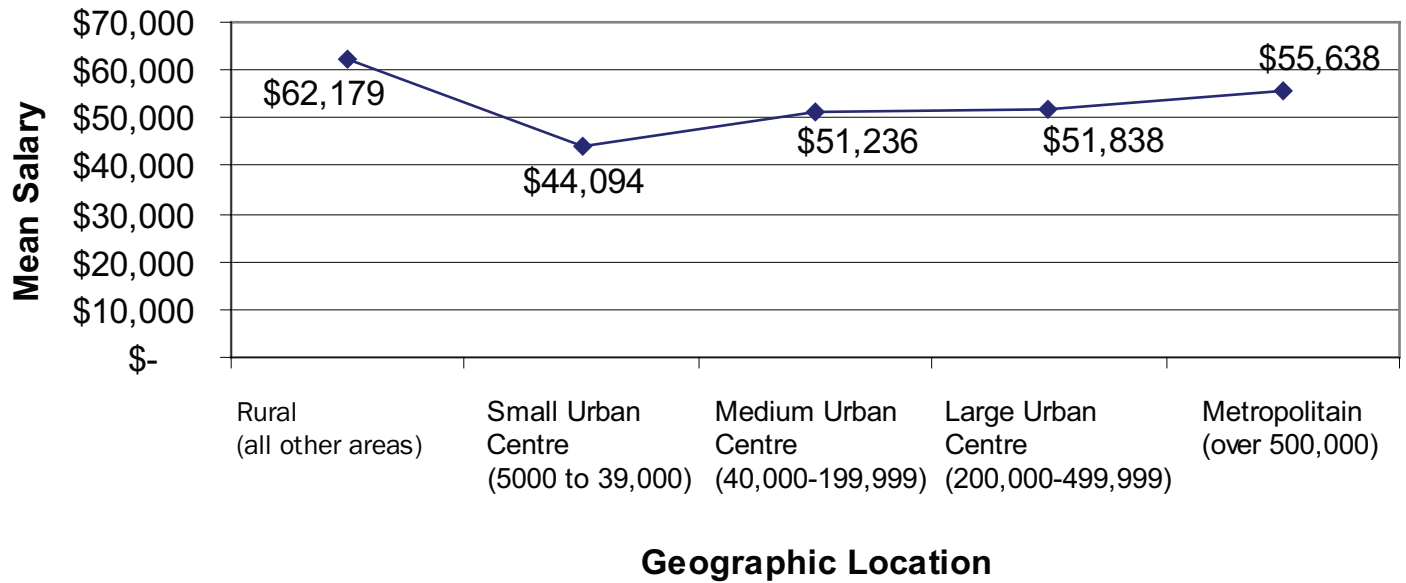 $70,000
$60,000
$50,000
$40,000
$30,000
$20,000
$10,000
$-
Mean Salary
$62,179
$44,094
$51,236
$51,838
$55,638
Rural
(all other areas)
Small Urban
Centre
(5000 to 39,000)
Medium Urban
Centre
(40,000-199,999)
Large Urban
Centre
(200,000-499,999)
Metropolitain
(over 500,000)
Geographic Location